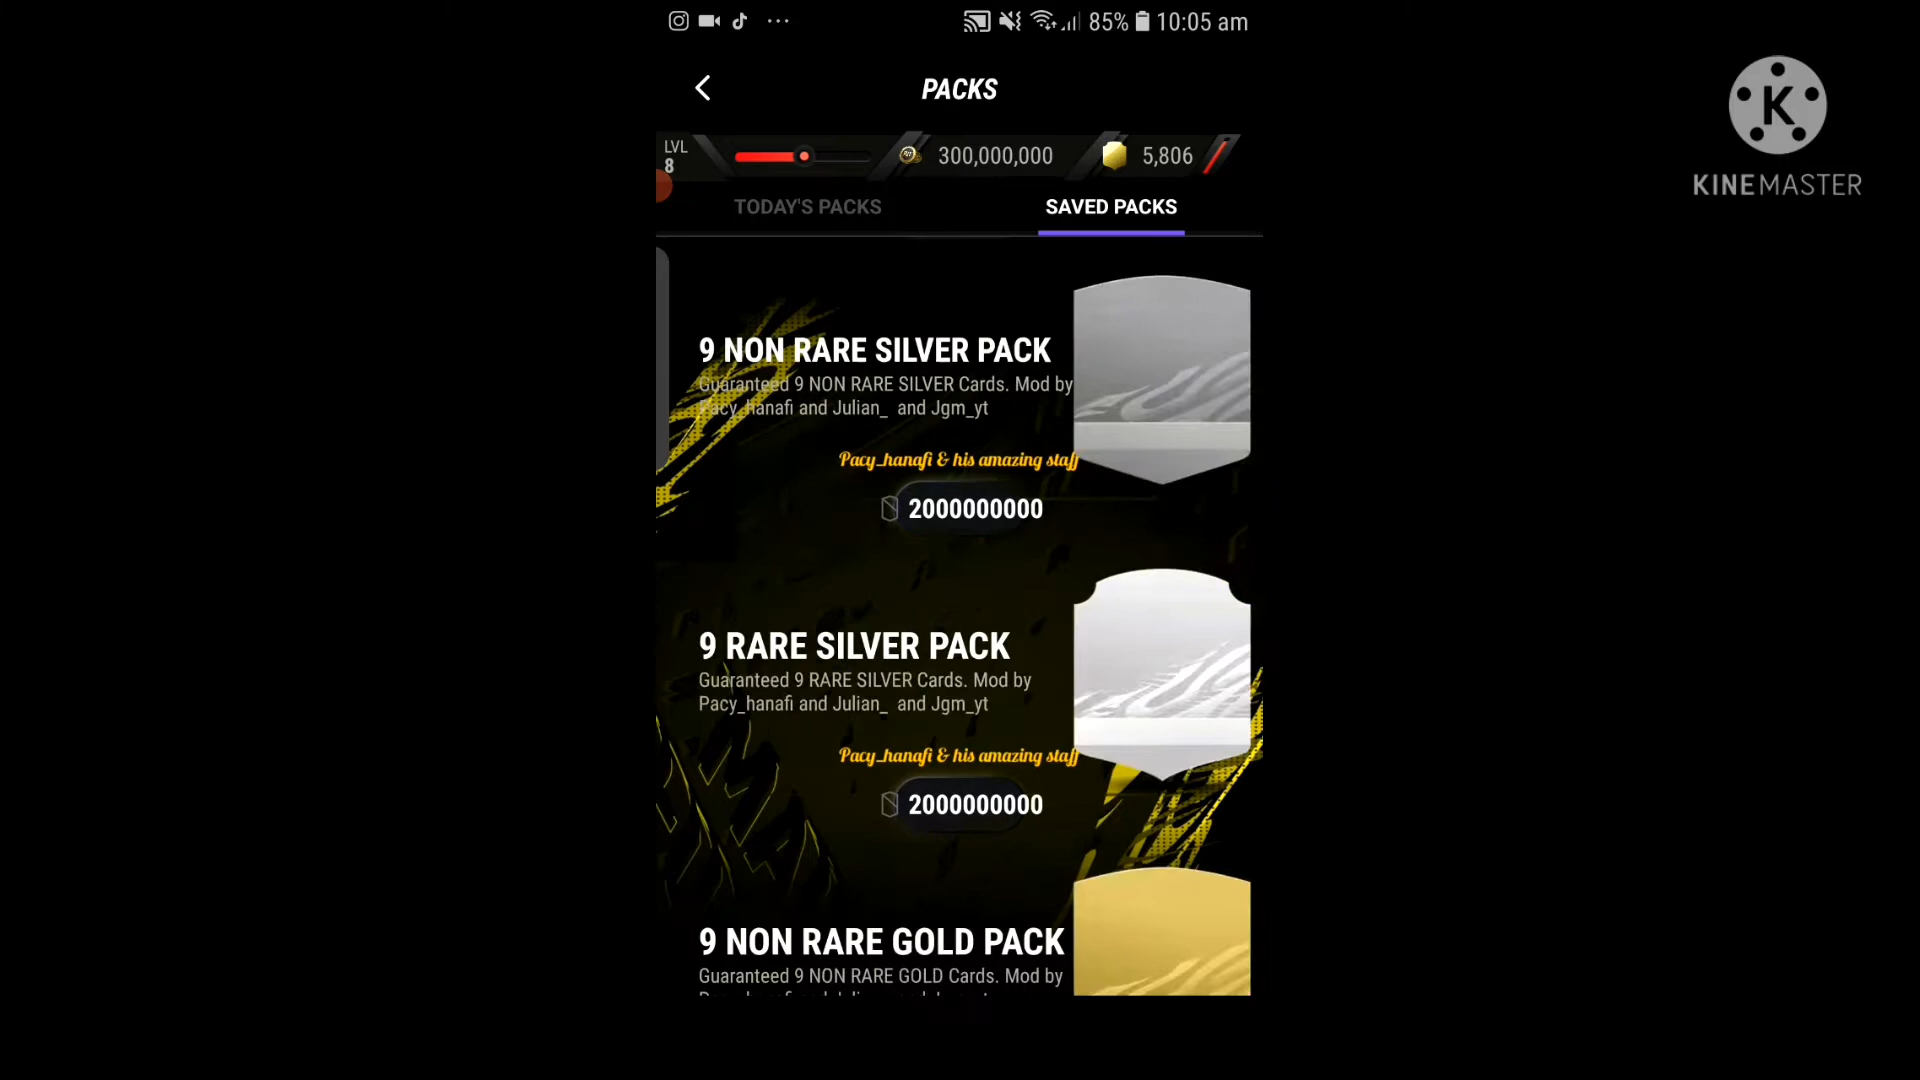 85% 10:05 am
PACKS
LVL
8
300,000,000
5,806
TODAY'S PACKS
SAVED PACKS
9 NON RARE SILVER PACK
Guaranteed 9 NON RARE SILVER Cards. Mod by
Pacy_hanafi and Julian_ and Jgm_yt
Pacy_hanafi & his amazing staff
2000000000
9 RARE SILVER PACK
Guaranteed 9 RARE SILVER Cards. Mod by
Pacy_hanafi and Julian_ and Jgm_yt
Pacy_hanafi & his amazing staff
2000000000
9 NON RARE GOLD PACK
Guaranteed 9 NON RARE GOLD Cards. Mod by
K
KINEMASTER